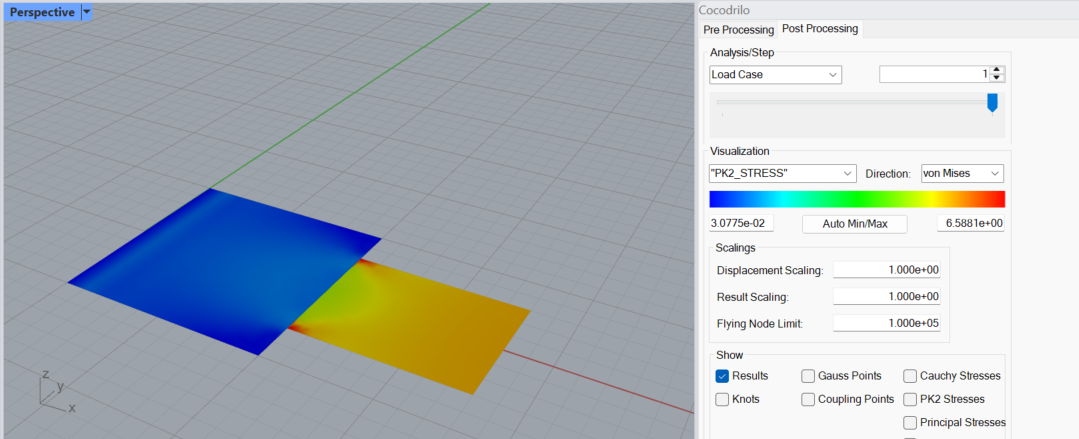 Perspective
Cocodrilo
Pre Processing Post Processing
Analysis/Step
Load Case 1
Visualization
"PK2_STRESS" Direction: von Mises
3.0775e-02 Auto Min/Max 6.5881e+00
Scalings
Displacement Scaling: 1.000e+00
Result Scaling: 1.000e+00
Flying Node Limit: 1.000e+05
Show
Results Gauss Points Cauchy Stresses
Knots Coupling Points PK2 Stresses
Principal Stresses
z
y
x